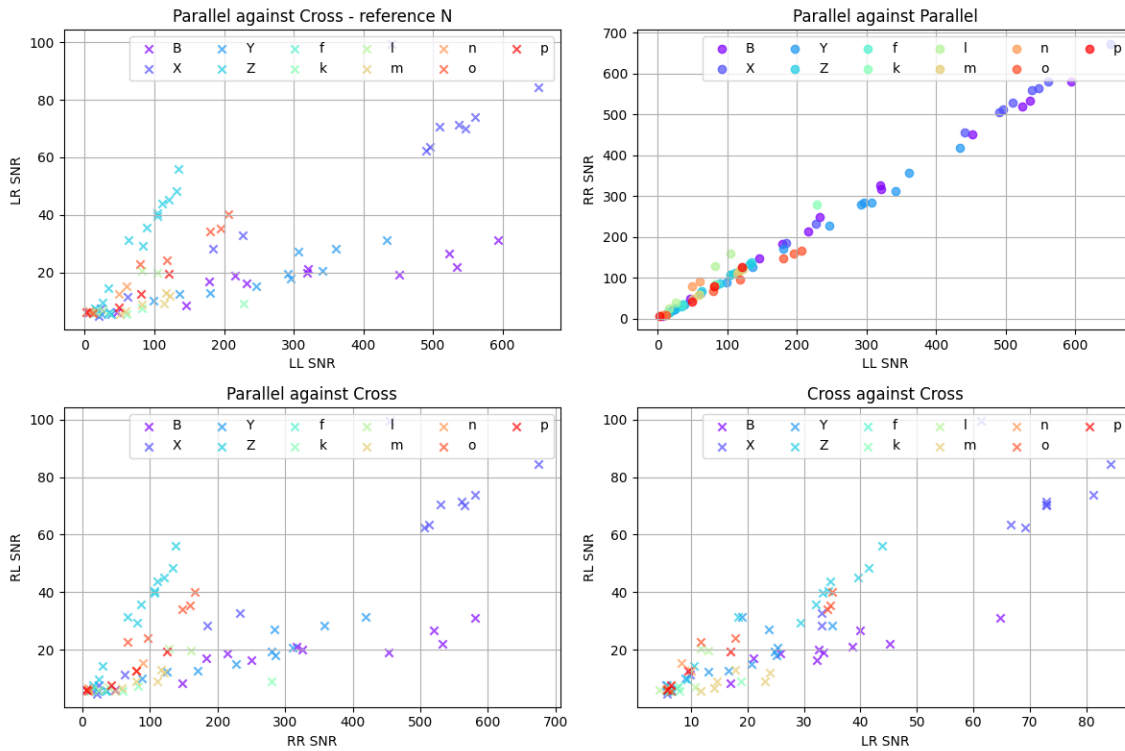 Parallel against Cross - reference N
B Y f l n p
X Z k m o
100
80
60
40
20
LR SNR
0 100 200 300 400 500 600
LL SNR
Parallel against Parallel
B Y f l n p
X Z k m o
700
600
500
400
300
200
100
0
RR SNR
0 100 200 300 400 500 600
LL SNR
Parallel against Cross
B Y f l n p
X Z k m o
100
80
60
40
20
0
RL SNR
0 100 200 300 400 500 600 700
RR SNR
Cross against Cross
B Y f l n p
X Z k m o
100
80
60
40
20
0
RL SNR
10 20 30 40 50 60 70 80
LR SNR